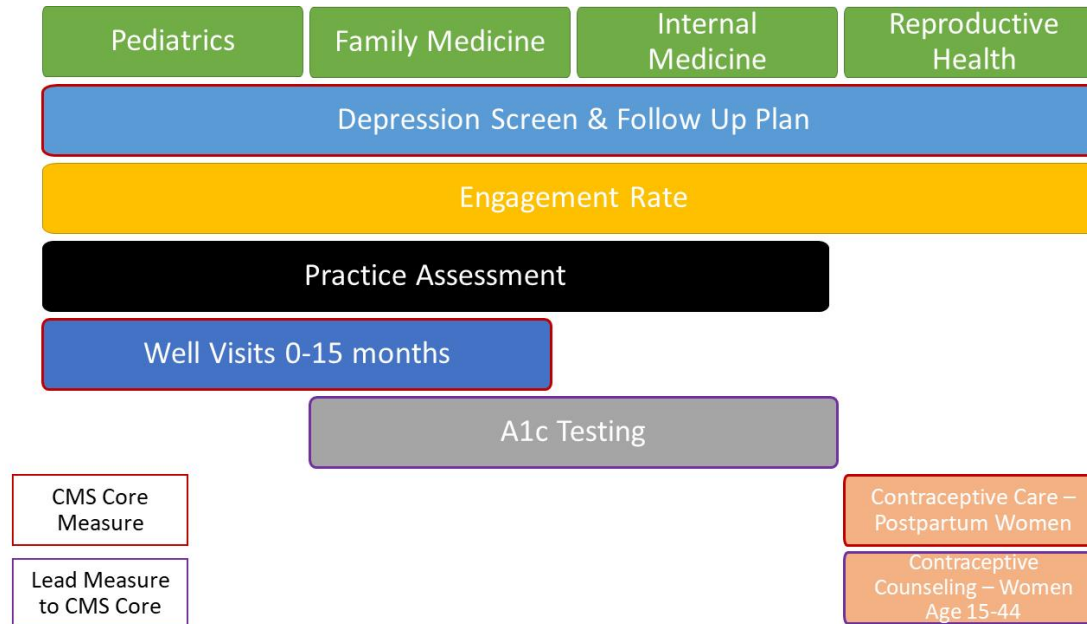 Pediatrics
Family Medicine
Internal
Medicine
Reproductive
Health
Depression Screen & Follow Up Plan
Engagement Rate
Practice Assessment
Well Visits 0-15 months
A1c Testing
CMS Core
Measure
Contraceptive Care –
Postpartum Women
Lead Measure
to CMS Core
Contraceptive
Counseling – Women
Age 15-44